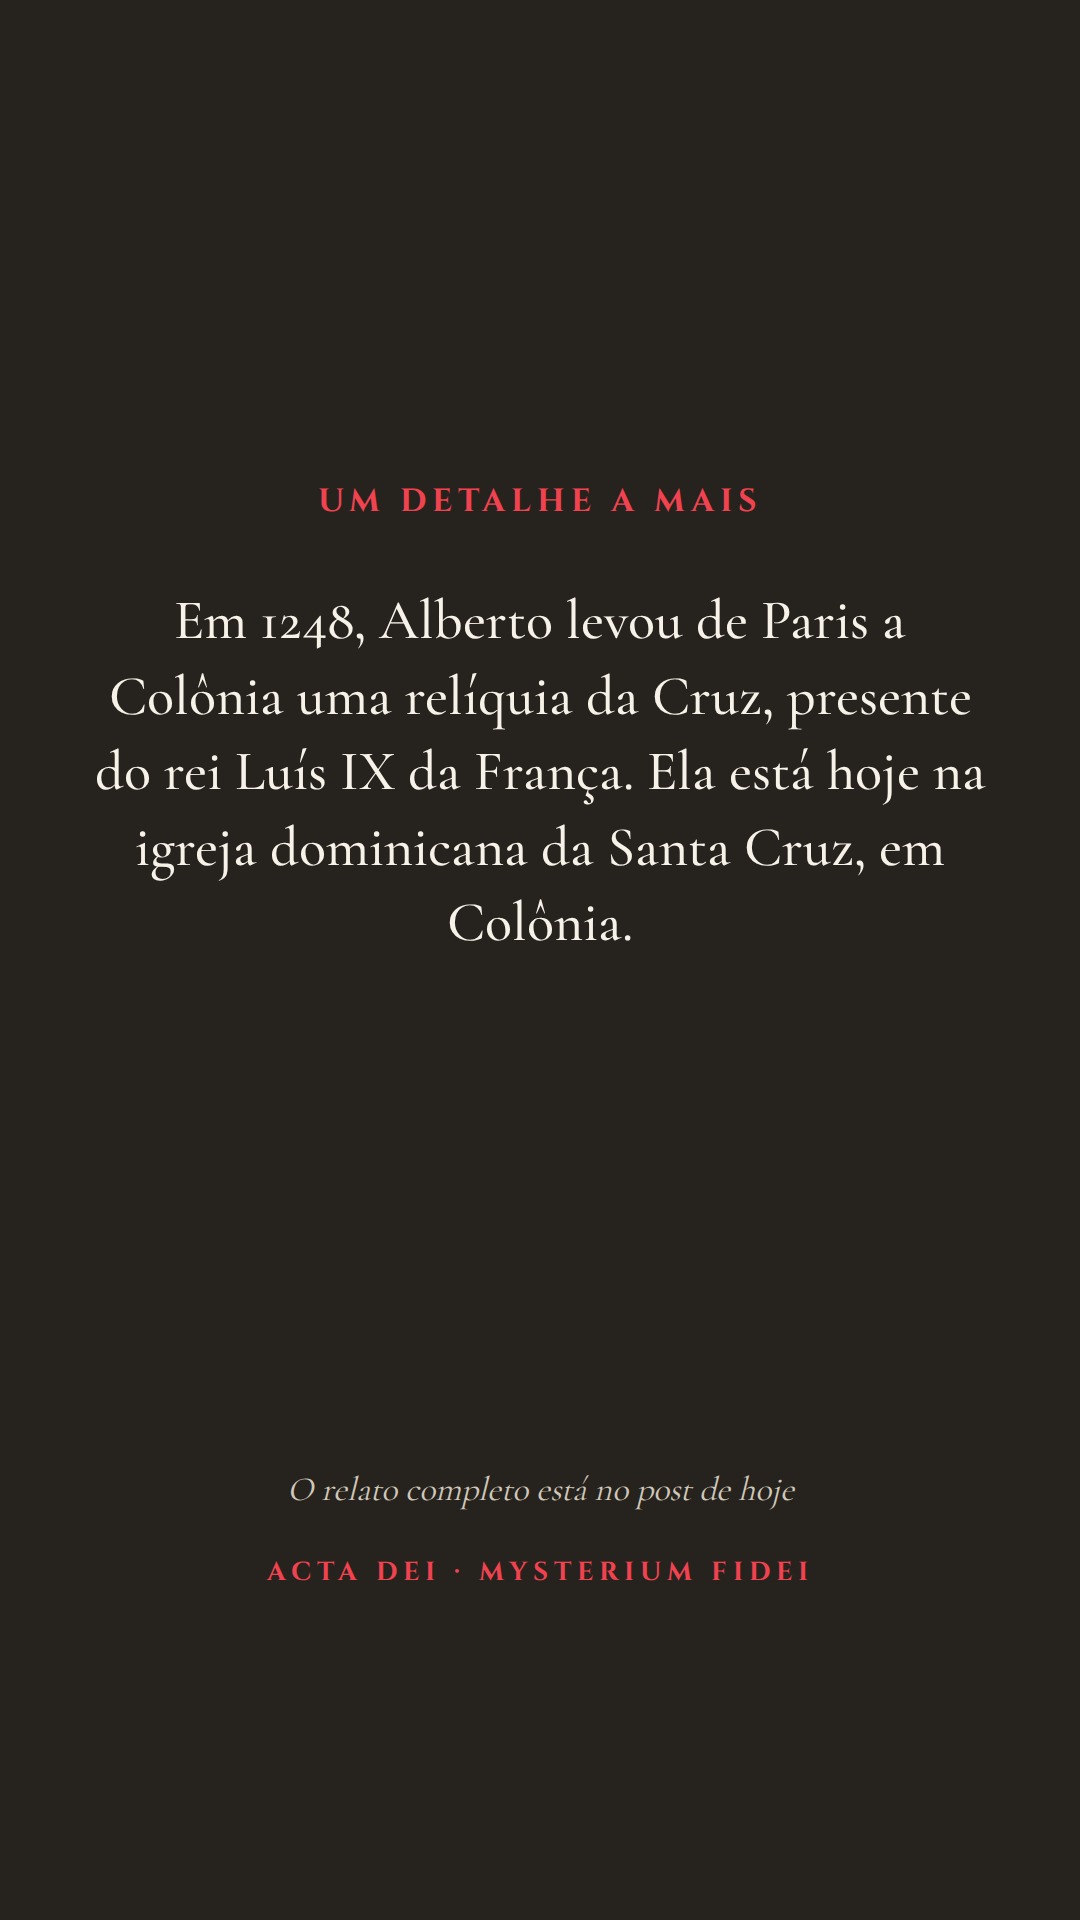 UM DETALHE A MAIS
Em 1248, Alberto levou de Paris a
Colônia uma relíquia da Cruz, presente
do rei Luís IX da França. Ela está hoje na
igreja dominicana da Santa Cruz, em
Colônia.
O relato completo está no post de hoje
ACTA DEI · MYSTERIUM FIDEI